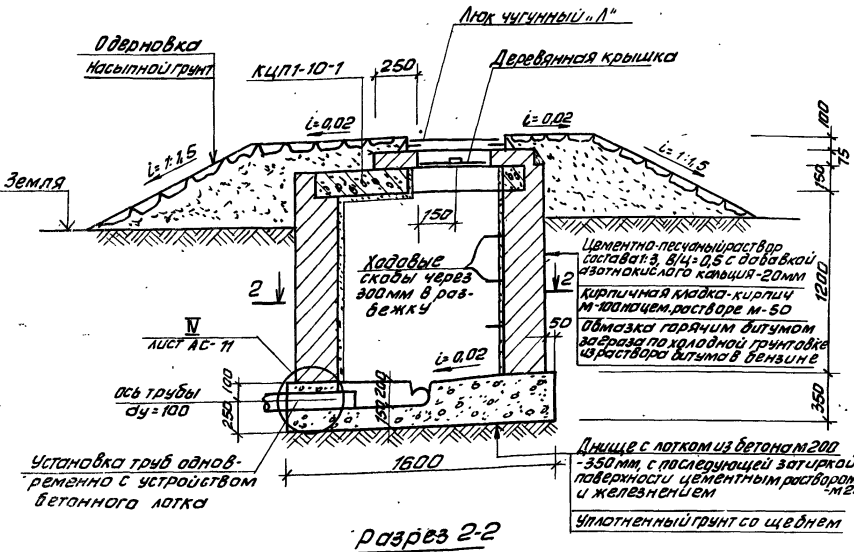 Люк чугунный „Л"
Одерновка
Насыпной грунт
КЦП1-10-1
250
Деревянная крышка
i=0,02
i=0,02
i=1:1,5
i=1:1,5
100
75
150
1200
350
Земля
150
Ходовые
скобы через
300мм в раз-
бежку
2
2
Цементно-песчаный раствор
состава 1:3, В/Ц=0,5 с добавкой
азотнокислого кальция-20мм
кирпичная кладка-кирпич
М-100 на цем. растворе М-50
Обмазка горячим битумом
за 2 раза по холодной грунтовке
из раствора битума в бензине
50
IV
лист АС-11
i=0,02
ось трубы
dy=100
100
250
200
150
1600
Установка труб однов-
ременно с устройством
бетонного лотка
Днище с лотком из бетона М200
-350мм, с последующей затиркой
поверхности цементным раствором
и железнением
Уплотненный грунт со щебнем
разрез 2-2